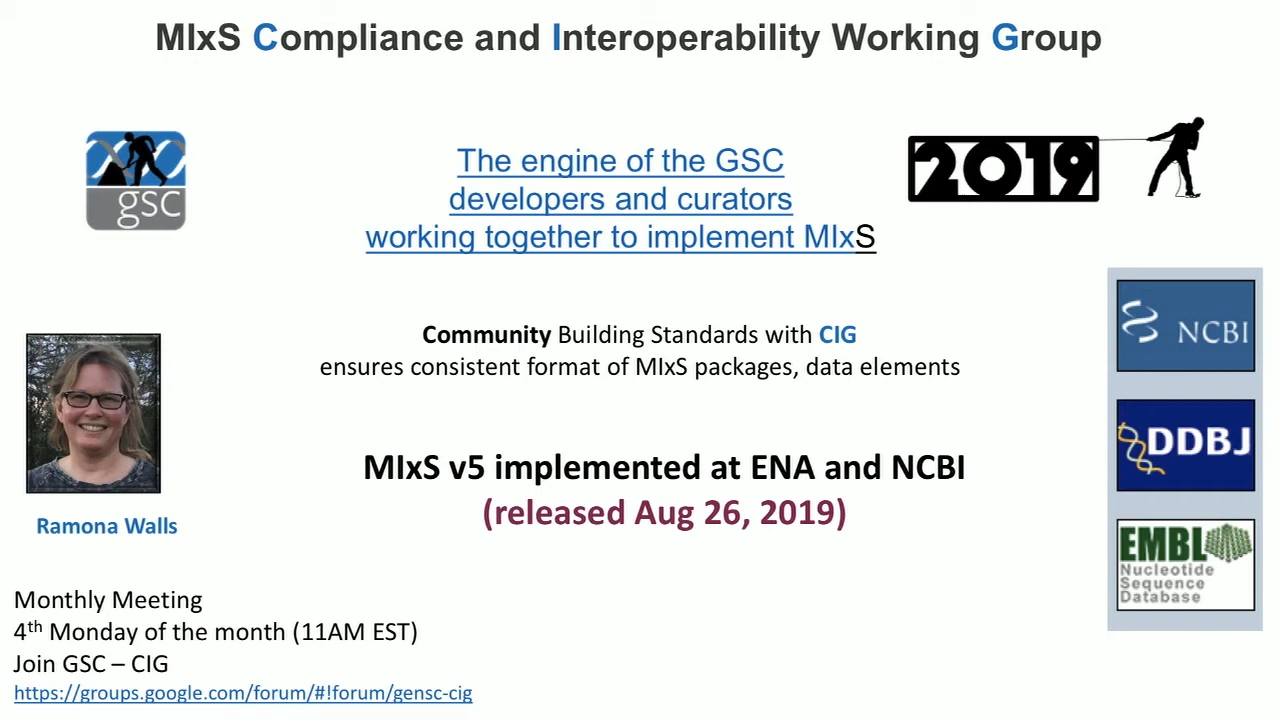 MIxS Compliance and Interoperability Working Group
gsc
The engine of the GSC
developers and curators
working together to implement MIxS
2019
Community Building Standards with CIG
ensures consistent format of MIxS packages, data elements
MIxS v5 implemented at ENA and NCBI
(released Aug 26, 2019)
Ramona Walls
Monthly Meeting
4th Monday of the month (11AM EST)
Join GSC – CIG
https://groups.google.com/forum/#!forum/gensc-cig
NCBI
DDBJ
EMBL
Nucleotide
Sequence
Database